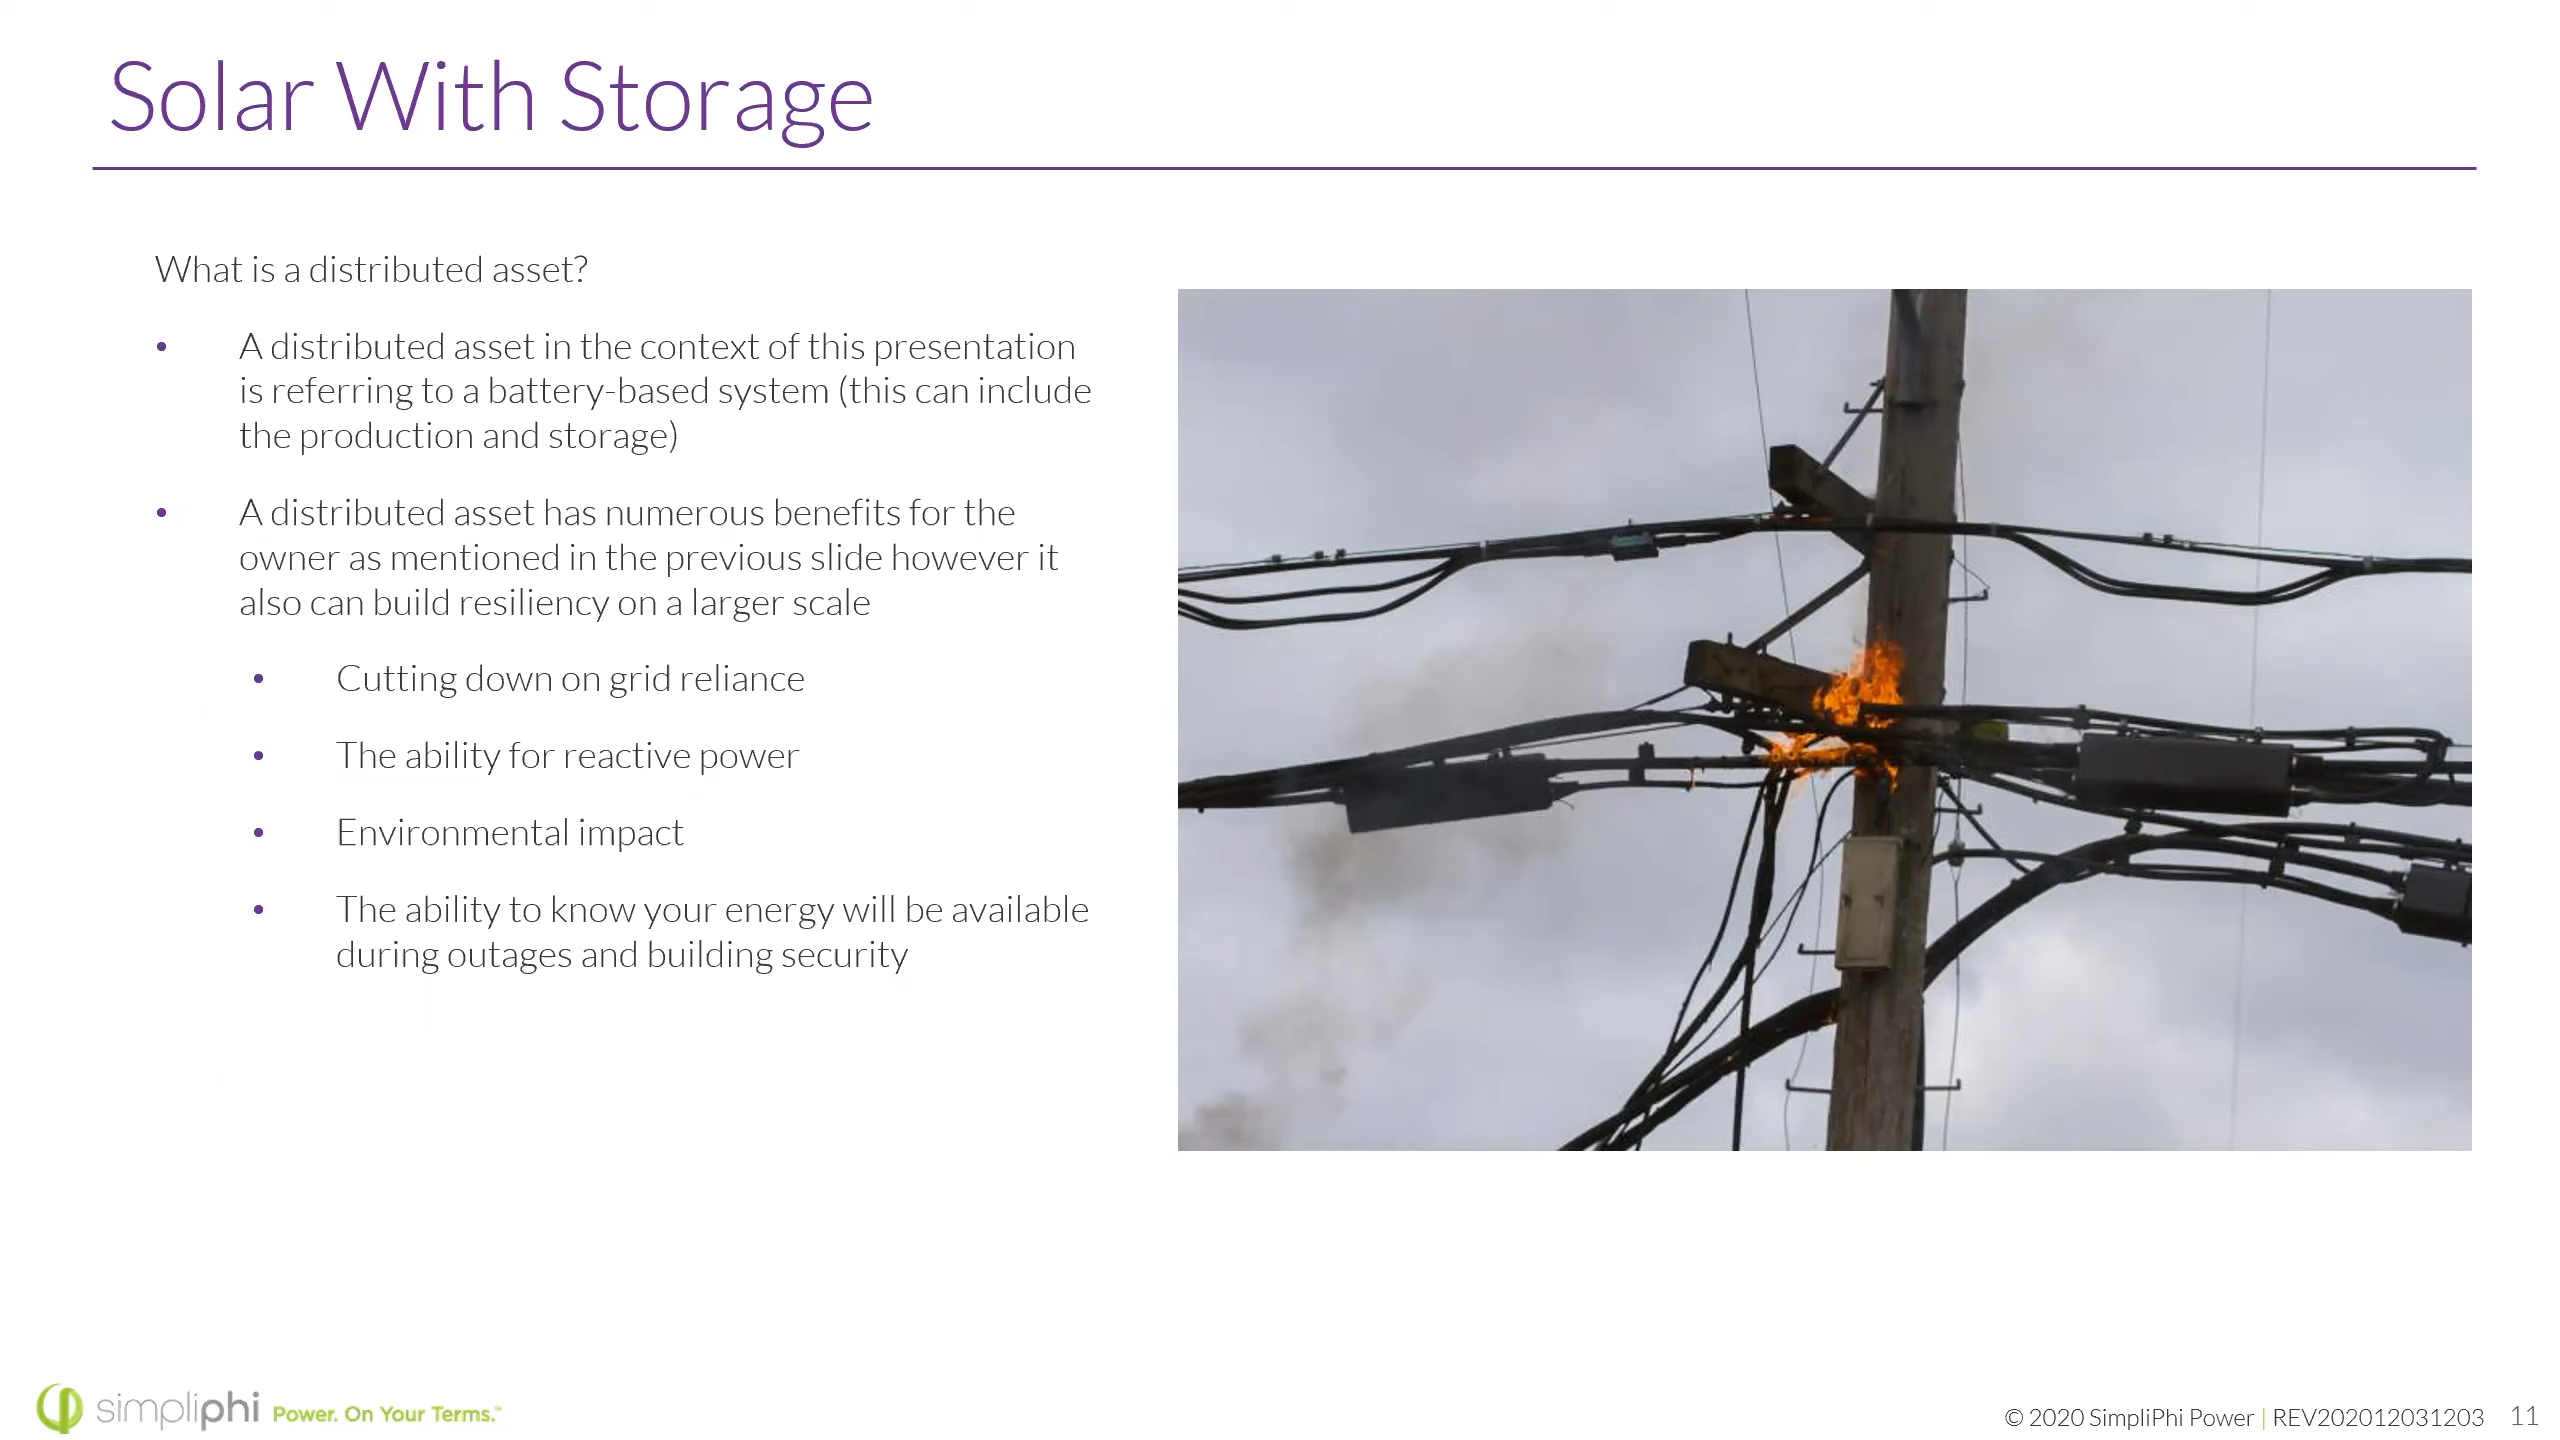 Solar With Storage
What is a distributed asset?
• A distributed asset in the context of this presentation
is referring to a battery-based system (this can include
the production and storage)
• A distributed asset has numerous benefits for the
owner as mentioned in the previous slide however it
also can build resiliency on a larger scale
• Cutting down on grid reliance
• The ability for reactive power
• Environmental impact
• The ability to know your energy will be available
during outages and building security
simpliphi Power. On Your Terms.™
© 2020 SimpliPhi Power | REV202012031203 11